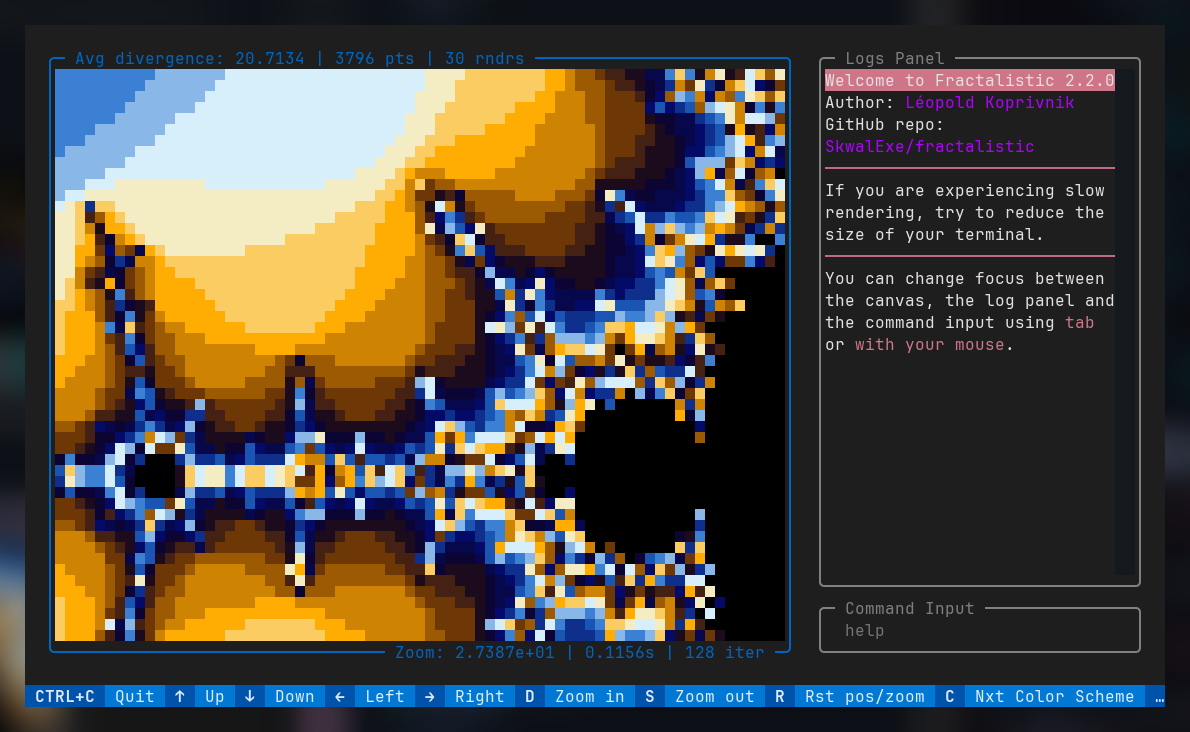 Avg divergence: 20.7134 | 3796 pts | 30 rndrs
Zoom: 2.7387e+01 | 0.1156s | 128 iter
Logs Panel
Welcome to Fractalistic 2.2.0
Author: Léopold Koprivnik
GitHub repo:
SkwalExe/fractalistic
If you are experiencing slow
rendering, try to reduce the
size of your terminal.
You can change focus between
the canvas, the log panel and
the command input using tab
or with your mouse.
Command Input
help
CTRL+C Quit ↑ Up ↓ Down ← Left → Right D Zoom in S Zoom out R Rst pos/zoom C Nxt Color Scheme …